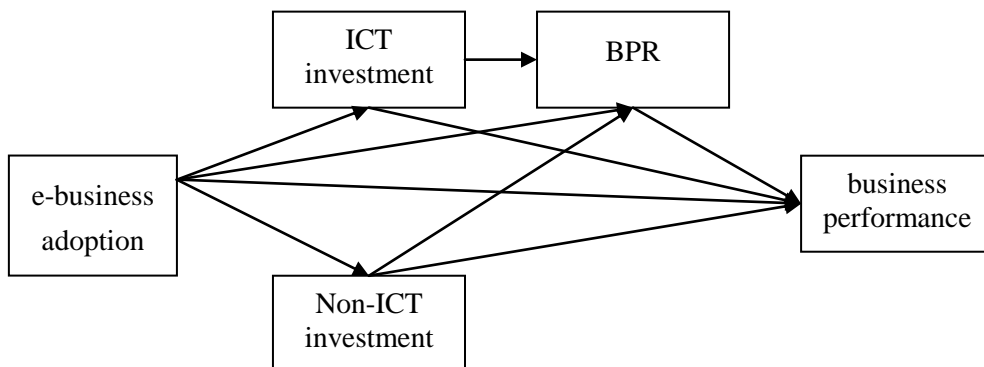 ICT
investment
BPR
e-business
adoption
business
performance
Non-ICT
investment